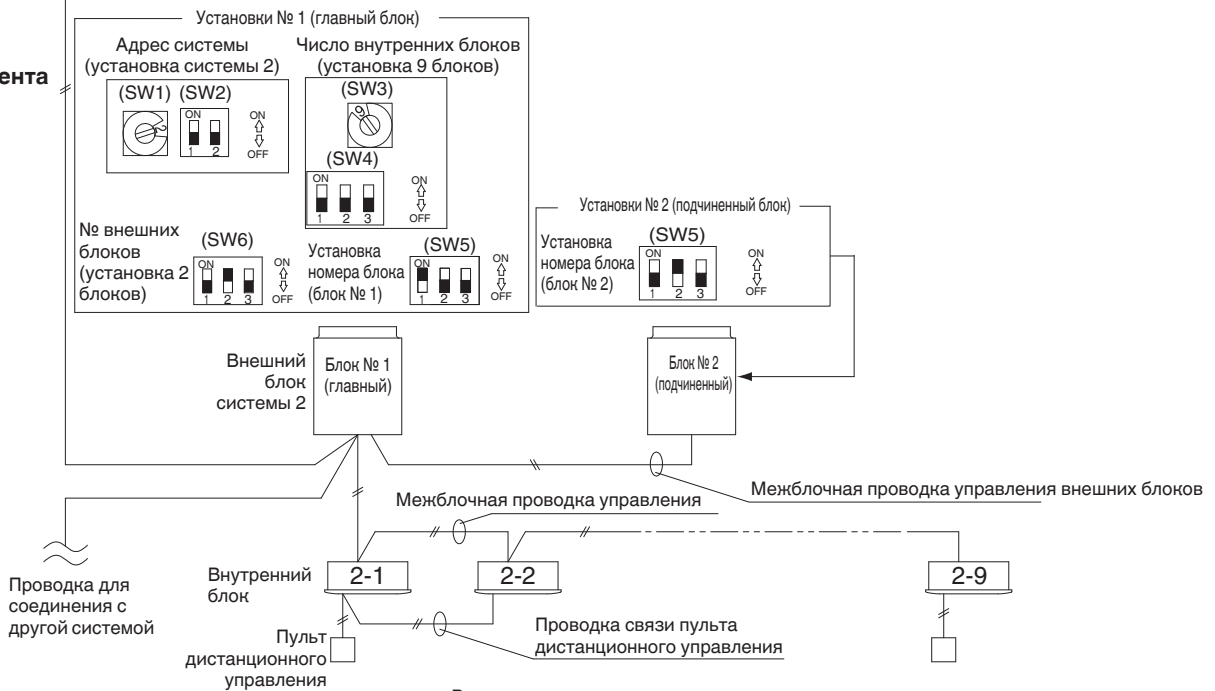 Установки № 1 (главный блок)
ента
Адрес системы
(установка системы 2)
(SW1) (SW2)
2
ON
1 2
ON
OFF
Число внутренних блоков
(установка 9 блоков)
(SW3)
9
(SW4)
ON
1 2 3
ON
OFF
№ внешних
блоков
(установка 2
блоков)
(SW6)
ON
1 2 3
ON
OFF
Установка
номера блока
(блок № 1)
(SW5)
ON
1 2 3
ON
OFF
Установки № 2 (подчиненный блок)
Установка
номера блока
(блок № 2)
(SW5)
ON
1 2 3
ON
OFF
Внешний
блок
системы 2
Блок № 1
(главный)
Блок № 2
(подчиненный)
Межблочная проводка управления внешних блоков
Межблочная проводка управления
Проводка для
соединения с
другой системой
Внутренний
блок
2-1
2-2
2-9
Пульт
дистанционного
управления
Проводка связи пульта
дистанционного управления